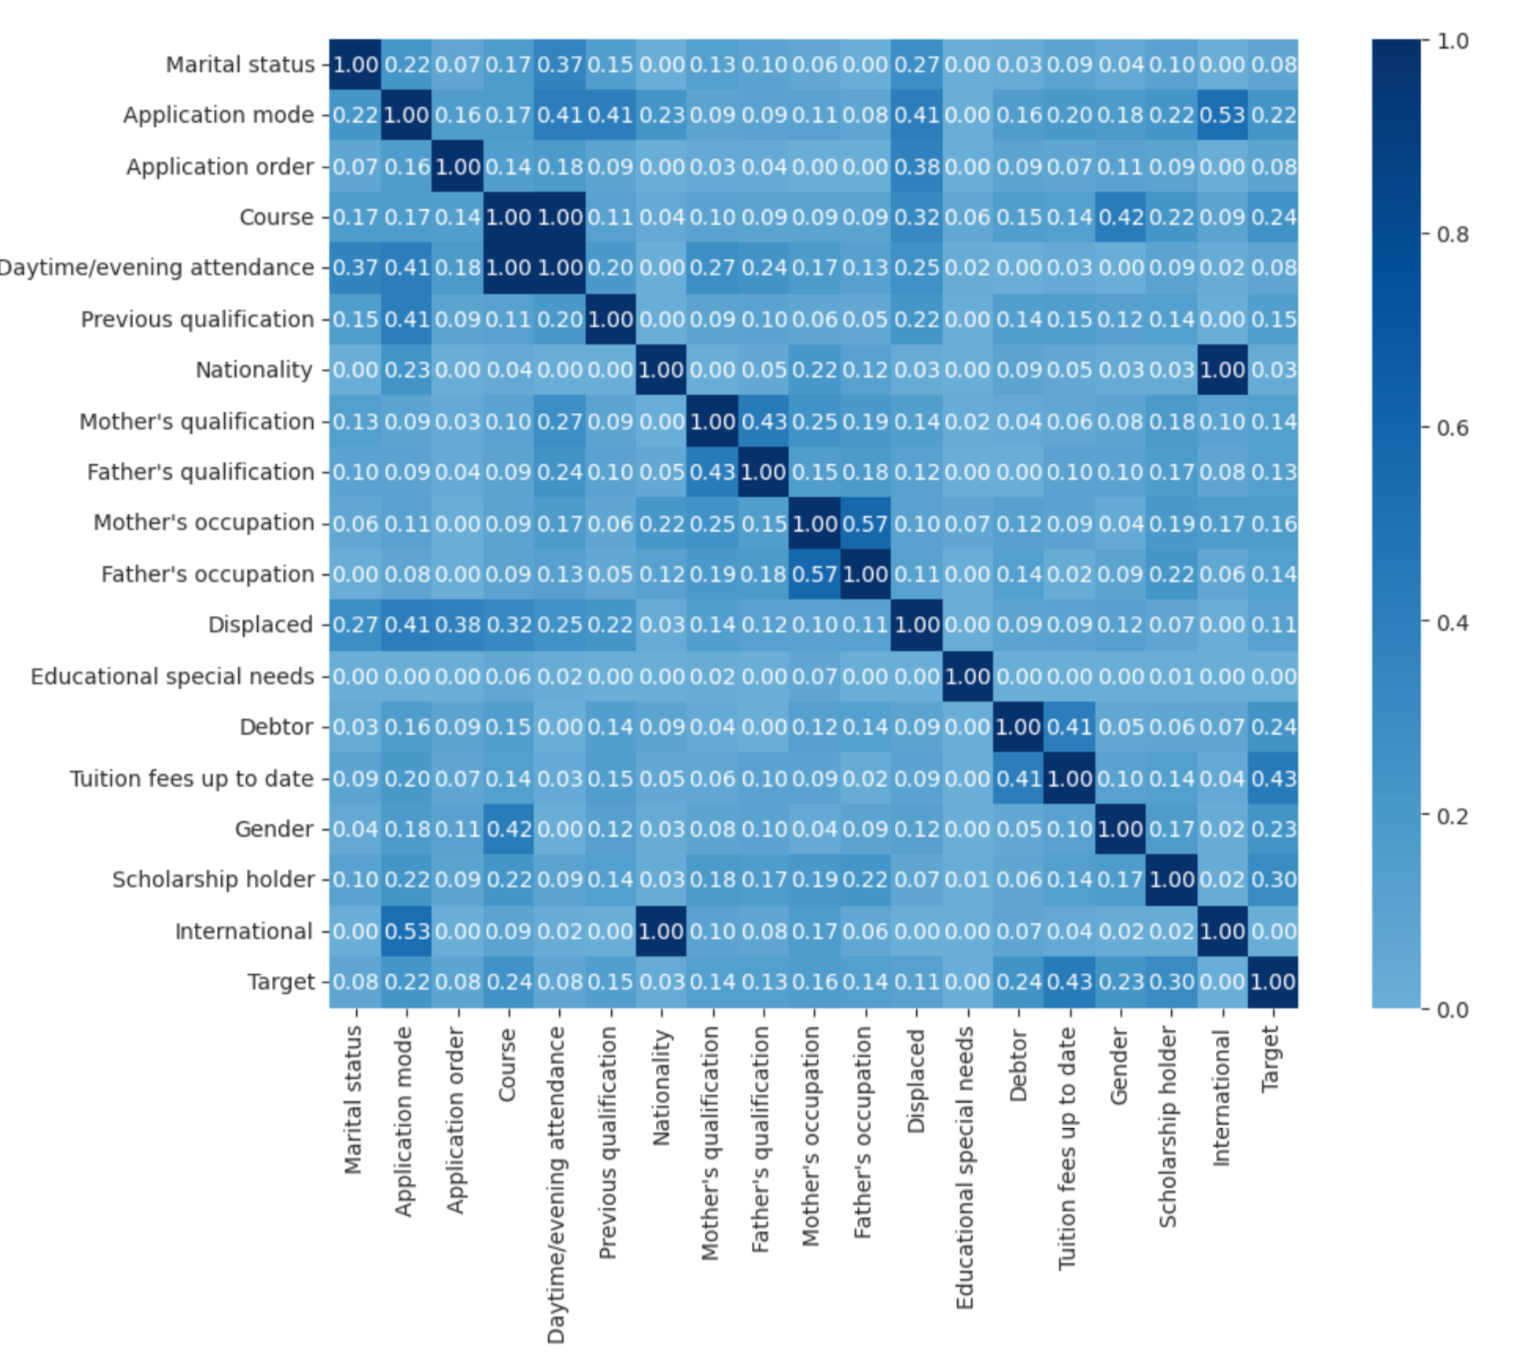 Marital status 1.00 0.22 0.07 0.17 0.37 0.15 0.00 0.13 0.10 0.06 0.00 0.27 0.00 0.03 0.09 0.04 0.10 0.00 0.08
Application mode 0.22 1.00 0.16 0.17 0.41 0.41 0.23 0.09 0.09 0.11 0.08 0.41 0.00 0.16 0.20 0.18 0.22 0.53 0.22
Application order 0.07 0.16 1.00 0.14 0.18 0.09 0.00 0.03 0.04 0.00 0.00 0.38 0.00 0.09 0.07 0.11 0.09 0.00 0.08
Course 0.17 0.17 0.14 1.00 1.00 0.11 0.04 0.10 0.09 0.09 0.09 0.32 0.06 0.15 0.14 0.42 0.22 0.09 0.24
Daytime/evening attendance 0.37 0.41 0.18 1.00 1.00 0.20 0.00 0.27 0.24 0.17 0.13 0.25 0.02 0.00 0.03 0.00 0.09 0.02 0.08
Previous qualification 0.15 0.41 0.09 0.11 0.20 1.00 0.00 0.09 0.10 0.06 0.05 0.22 0.00 0.14 0.15 0.12 0.14 0.00 0.15
Nationality 0.00 0.23 0.00 0.04 0.00 0.00 1.00 0.00 0.05 0.22 0.12 0.03 0.00 0.09 0.05 0.03 0.03 1.00 0.03
Mother's qualification 0.13 0.09 0.03 0.10 0.27 0.09 0.00 1.00 0.43 0.25 0.19 0.14 0.02 0.04 0.06 0.08 0.18 0.10 0.14
Father's qualification 0.10 0.09 0.04 0.09 0.24 0.10 0.05 0.43 1.00 0.15 0.18 0.12 0.00 0.00 0.10 0.10 0.17 0.08 0.13
Mother's occupation 0.06 0.11 0.00 0.09 0.17 0.06 0.22 0.25 0.15 1.00 0.57 0.10 0.07 0.12 0.09 0.04 0.19 0.17 0.16
Father's occupation 0.00 0.08 0.00 0.09 0.13 0.05 0.12 0.19 0.18 0.57 1.00 0.11 0.00 0.14 0.02 0.09 0.22 0.06 0.14
Displaced 0.27 0.41 0.38 0.32 0.25 0.22 0.03 0.14 0.12 0.10 0.11 1.00 0.00 0.09 0.09 0.12 0.07 0.00 0.11
Educational special needs 0.00 0.00 0.00 0.06 0.02 0.00 0.00 0.02 0.00 0.07 0.00 0.00 1.00 0.00 0.00 0.00 0.01 0.00 0.00
Debtor 0.03 0.16 0.09 0.15 0.00 0.14 0.09 0.04 0.00 0.12 0.14 0.09 0.00 1.00 0.41 0.05 0.06 0.07 0.24
Tuition fees up to date 0.09 0.20 0.07 0.14 0.03 0.15 0.05 0.06 0.10 0.09 0.02 0.09 0.00 0.41 1.00 0.10 0.14 0.04 0.43
Gender 0.04 0.18 0.11 0.42 0.00 0.12 0.03 0.08 0.10 0.04 0.09 0.12 0.00 0.05 0.10 1.00 0.17 0.02 0.23
Scholarship holder 0.10 0.22 0.09 0.22 0.09 0.14 0.03 0.18 0.17 0.19 0.22 0.07 0.01 0.06 0.14 0.17 1.00 0.02 0.30
International 0.00 0.53 0.00 0.09 0.02 0.00 1.00 0.10 0.08 0.17 0.06 0.00 0.00 0.07 0.04 0.02 0.02 1.00 0.00
Target 0.08 0.22 0.08 0.24 0.08 0.15 0.03 0.14 0.13 0.16 0.14 0.11 0.00 0.24 0.43 0.23 0.30 0.00 1.00
Marital status
Application mode
Application order
Course
Daytime/evening attendance
Previous qualification
Nationality
Mother's qualification
Father's qualification
Mother's occupation
Father's occupation
Displaced
Educational special needs
Debtor
Tuition fees up to date
Gender
Scholarship holder
International
Target
1.0
0.8
0.6
0.4
0.2
0.0